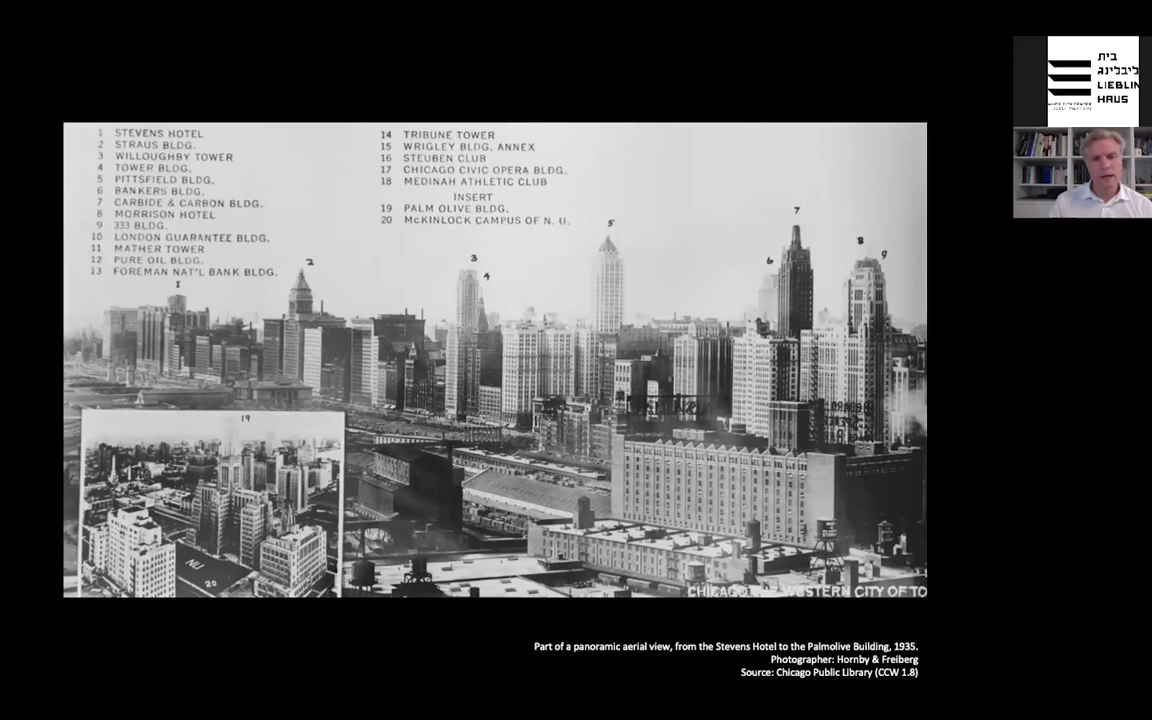 1 STEVENS HOTEL
2 STRAUS BLDG.
3 WILLOUGHBY TOWER
4 TOWER BLDG.
5 PITTSFIELD BLDG.
6 BANKERS BLDG.
7 CARBIDE & CARBON BLDG.
8 MORRISON HOTEL
9 333 BLDG.
10 LONDON GUARANTEE BLDG.
11 MATHER TOWER
12 PURE OIL BLDG.
13 FOREMAN NAT'L BANK BLDG.
14 TRIBUNE TOWER
15 WRIGLEY BLDG. ANNEX
16 STEUBEN CLUB
17 CHICAGO CIVIC OPERA BLDG.
18 MEDINAH ATHLETIC CLUB
INSERT
19 PALM OLIVE BLDG.
20 McKINLOCK CAMPUS OF N. U.
1
2
3
4
5
6
7
8
9
19
NU
20
CHICAGO WESTERN CITY OF TO
Part of a panoramic aerial view, from the Stevens Hotel to the Palmolive Building, 1935.
Photographer: Hornby & Freiberg
Source: Chicago Public Library (CCW 1.8)
בית
ליבלינג
LIEBLIN
HAUS